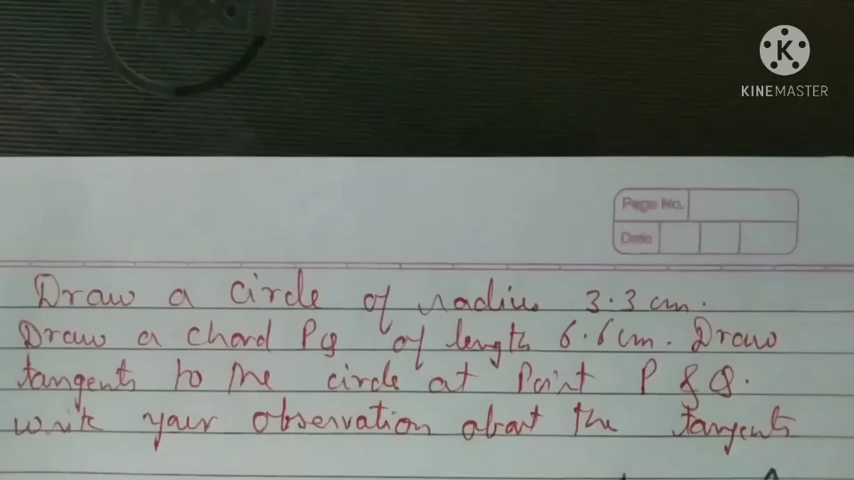 KINEMASTER
Page No.
Date
Draw a circle of radius 3.3 cm.
Draw a chord PQ of length 6.6 cm. Draw
tangents to the circle at Point P & Q.
write your observation about the tangents